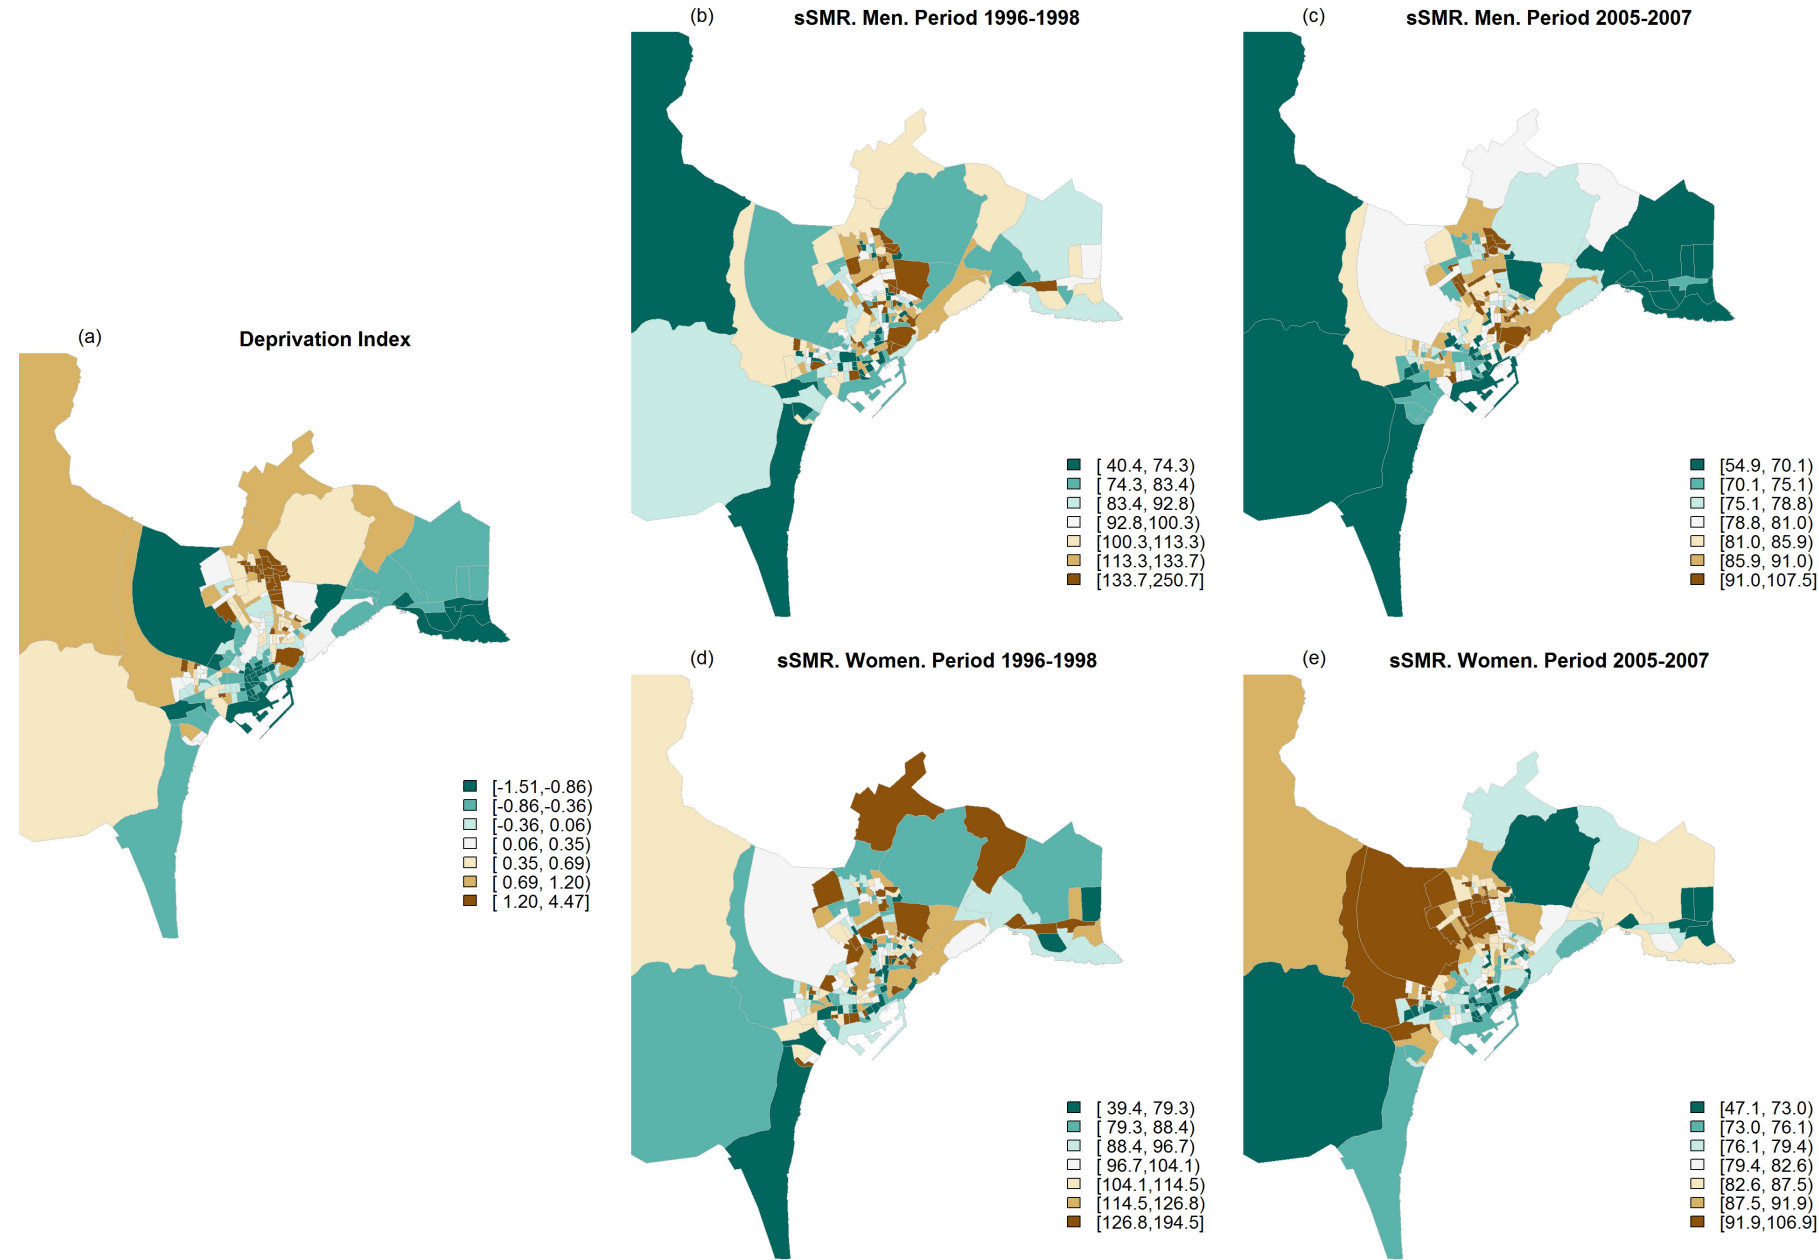 (a)
Deprivation Index
[-1.51,-0.86)
[-0.86,-0.36)
[-0.36, 0.06)
[ 0.06, 0.35)
[ 0.35, 0.69)
[ 0.69, 1.20)
[ 1.20, 4.47]
(b)
sSMR. Men. Period 1996-1998
[ 40.4, 74.3)
[ 74.3, 83.4)
[ 83.4, 92.8)
[ 92.8,100.3)
[100.3,113.3)
[113.3,133.7)
[133.7,250.7]
(c)
sSMR. Men. Period 2005-2007
[54.9, 70.1)
[70.1, 75.1)
[75.1, 78.8)
[78.8, 81.0)
[81.0, 85.9)
[85.9, 91.0)
[91.0,107.5]
(d)
sSMR. Women. Period 1996-1998
[ 39.4, 79.3)
[ 79.3, 88.4)
[ 88.4, 96.7)
[ 96.7,104.1)
[104.1,114.5)
[114.5,126.8)
[126.8,194.5]
(e)
sSMR. Women. Period 2005-2007
[47.1, 73.0)
[73.0, 76.1)
[76.1, 79.4)
[79.4, 82.6)
[82.6, 87.5)
[87.5, 91.9)
[91.9,106.9]